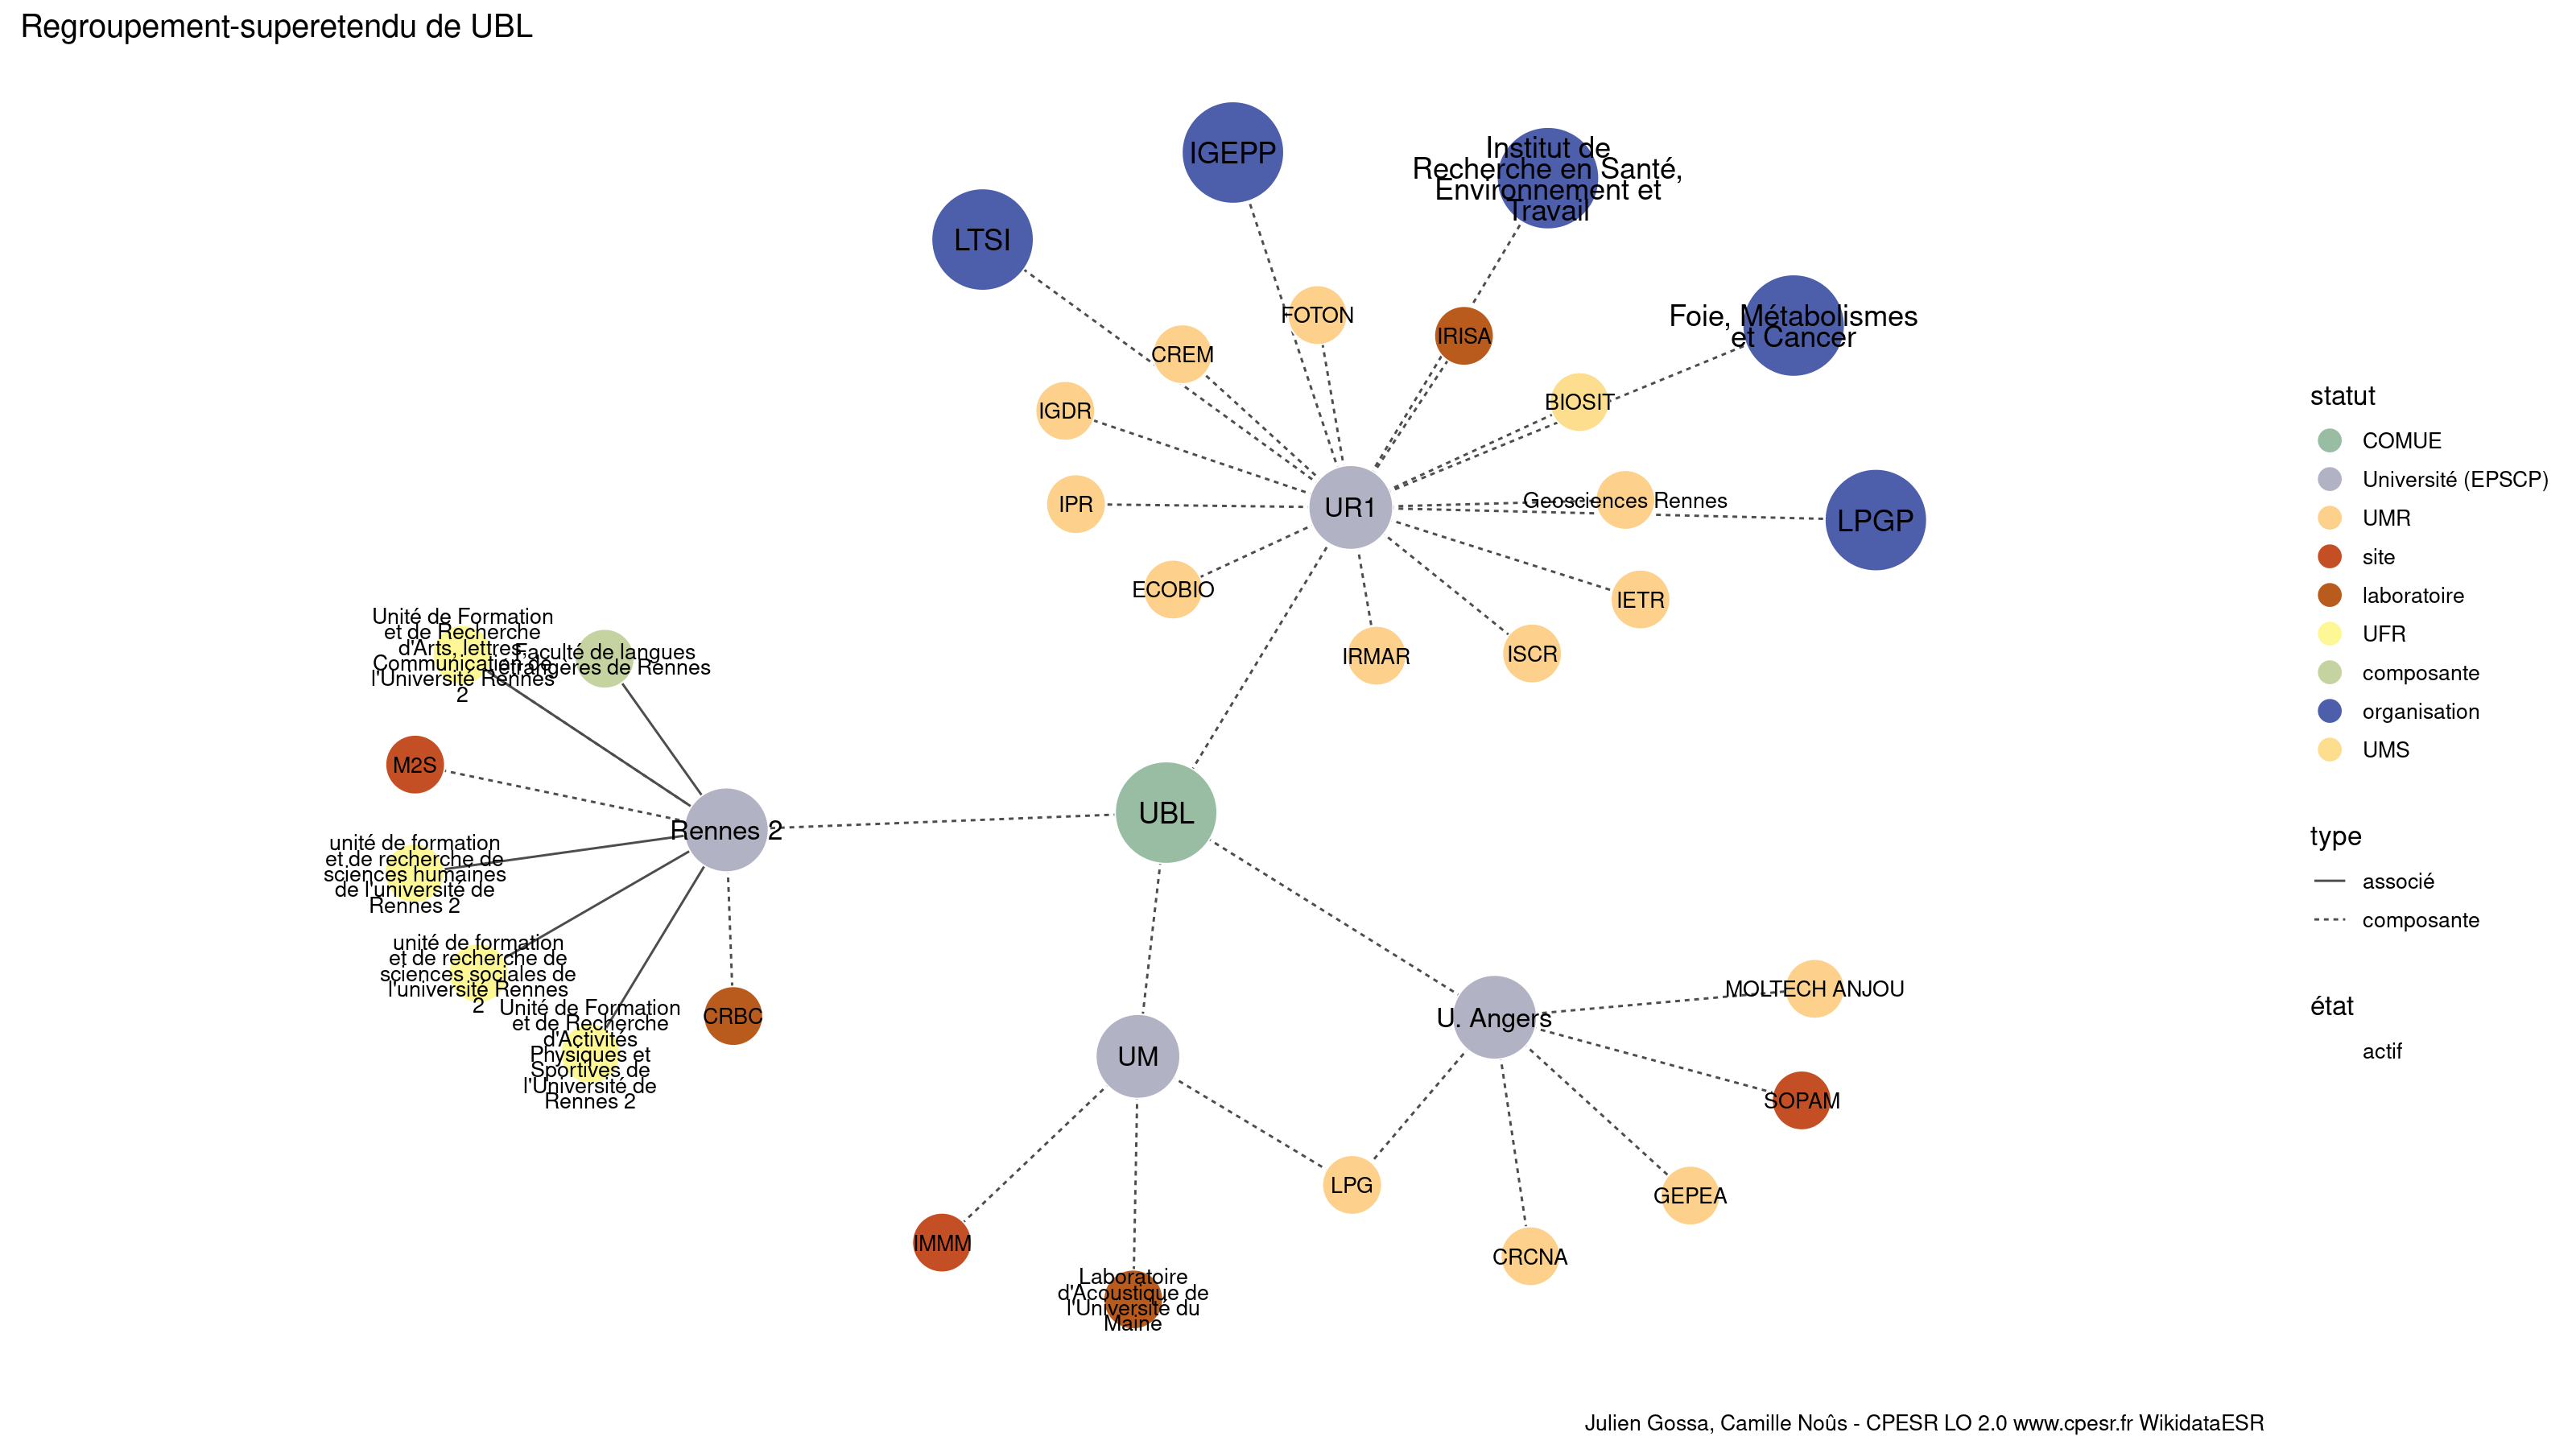 Regroupement-superetendu de UBL
IGEPP
Institut de
Recherche en Santé,
Environnement et
Travail
LTSI
FOTON
IRISA
Foie, Métabolismes
et Cancer
CREM
IGDR
BIOSIT
IPR
UR1
Geosciences Rennes
LPGP
ECOBIO
IETR
IRMAR
ISCR
Unité de Formation
et de Recherche
d'Arts, lettres,
Communication de
l'Université Rennes
2
Faculté de langues
étrangères de Rennes
M2S
Rennes 2
UBL
unité de formation
et de recherche de
sciences humaines
de l'université de
Rennes 2
unité de formation
et de recherche de
sciences sociales de
l'université Rennes
2
Unité de Formation
et de Recherche
d'Activités
Physiques et
Sportives de
l'Université de
Rennes 2
CRBC
UM
U. Angers
MOLTECH ANJOU
SOPAM
LPG
GEPEA
CRCNA
IMMM
Laboratoire
d'Acoustique de
l'Université du
Maine
statut
COMUE
Université (EPSCP)
UMR
site
laboratoire
UFR
composante
organisation
UMS
type
associé
composante
état
actif
Julien Gossa, Camille Noûs - CPESR LO 2.0 www.cpesr.fr WikidataESR